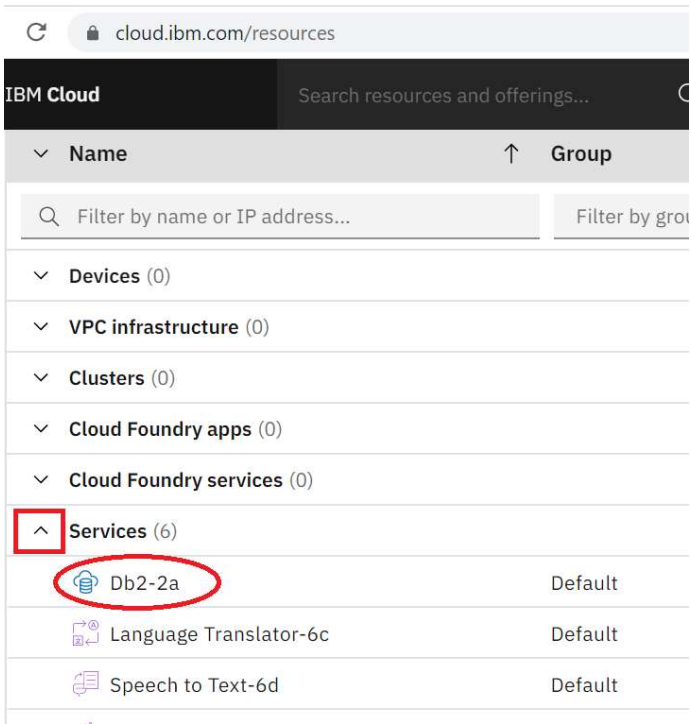 cloud.ibm.com/resources
IBM Cloud Search resources and offerings...
Name Group
Filter by name or IP address... Filter by
Devices (0)
VPC infrastructure (0)
Clusters (0)
Cloud Foundry apps (0)
Cloud Foundry services (0)
Services (6)
Db2-2a Default
Language Translator-6c Default
Speech to Text-6d Default